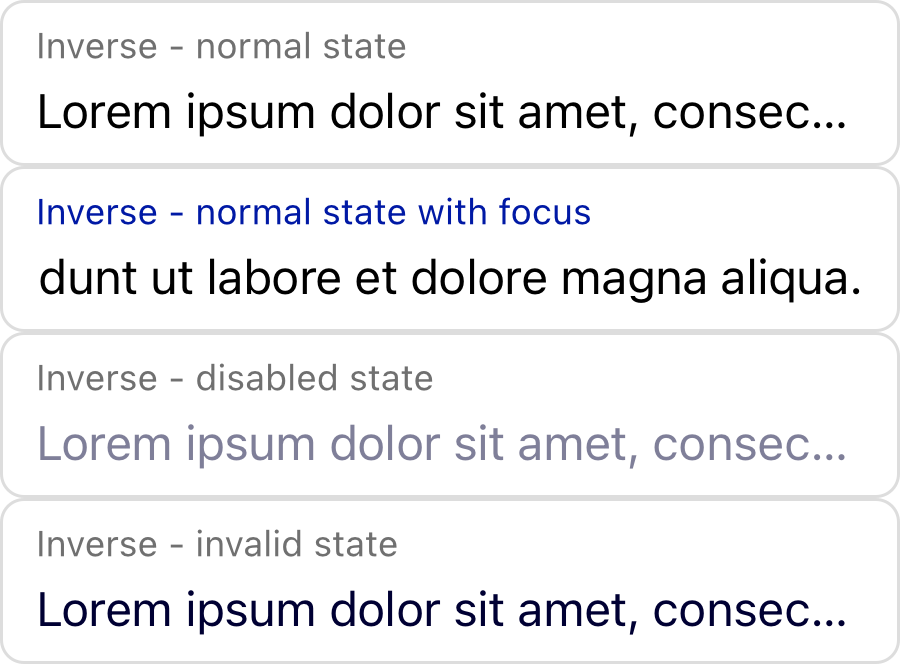 Inverse - normal state
Lorem ipsum dolor sit amet, consec...
Inverse - normal state with focus
dunt ut labore et dolore magna aliqua.
Inverse - disabled state
Lorem ipsum dolor sit amet, consec...
Inverse - invalid state
Lorem ipsum dolor sit amet, consec...